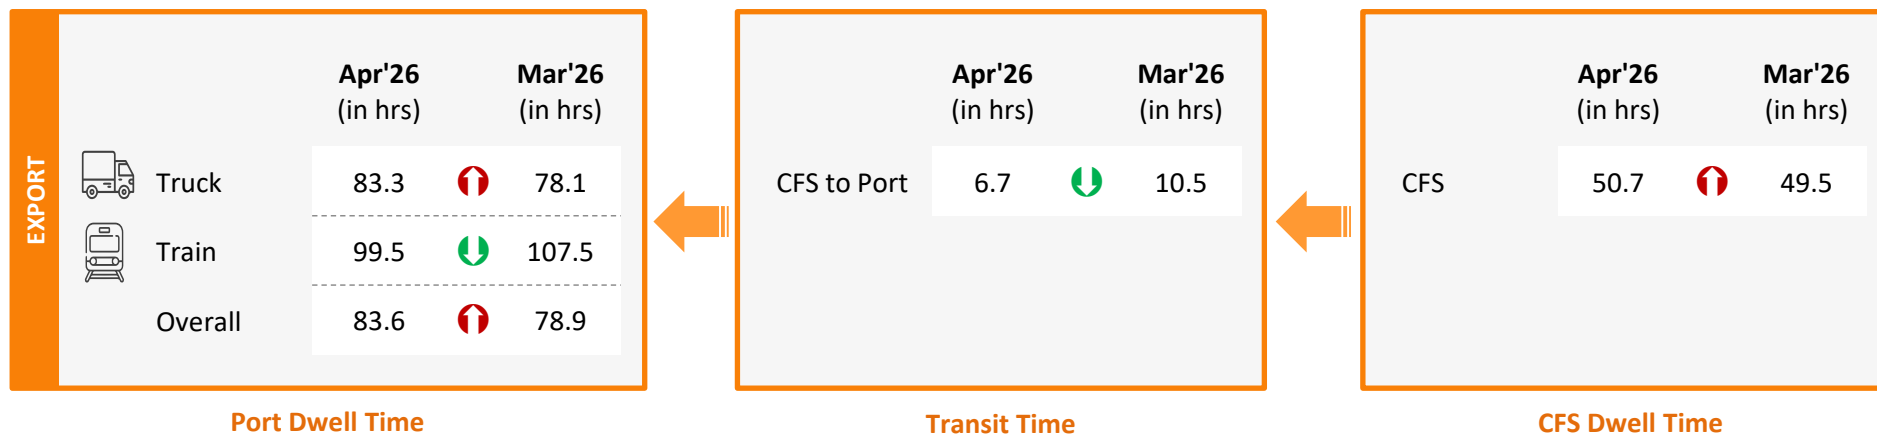 EXPORT
Apr'26 Mar'26
(in hrs) (in hrs)
Truck 83.3 78.1
Train 99.5 107.5
Overall 83.6 78.9
Port Dwell Time
Apr'26 Mar'26
(in hrs) (in hrs)
CFS to Port 6.7 10.5
Transit Time
Apr'26 Mar'26
(in hrs) (in hrs)
CFS 50.7 49.5
CFS Dwell Time